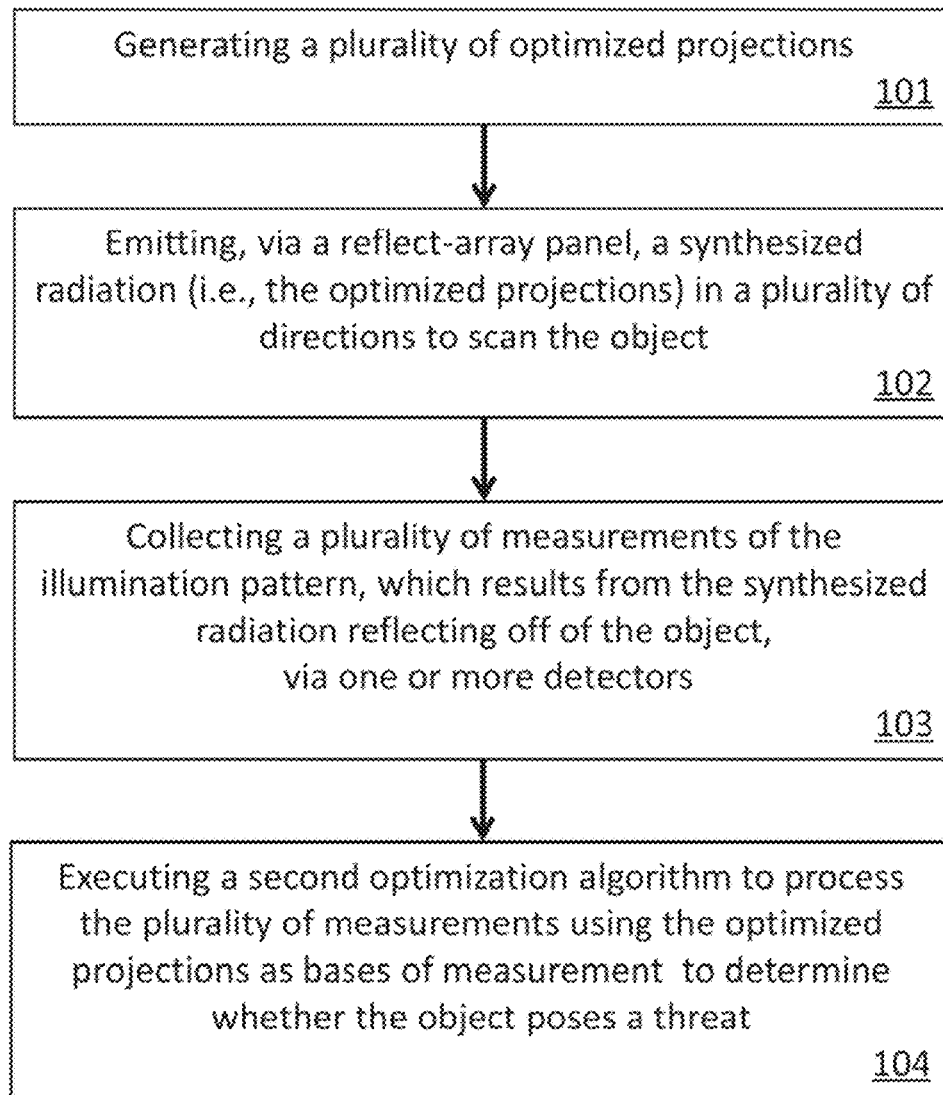 Generating a plurality of optimized projections
101
Emitting, via a reflect-array panel, a synthesized
radiation (i.e., the optimized projections) in a plurality of
directions to scan the object
102
Collecting a plurality of measurements of the
illumination pattern, which results from the synthesized
radiation reflecting off of the object,
via one or more detectors
103
Executing a second optimization algorithm to process
the plurality of measurements using the optimized
projections as bases of measurement to determine
whether the object poses a threat
104